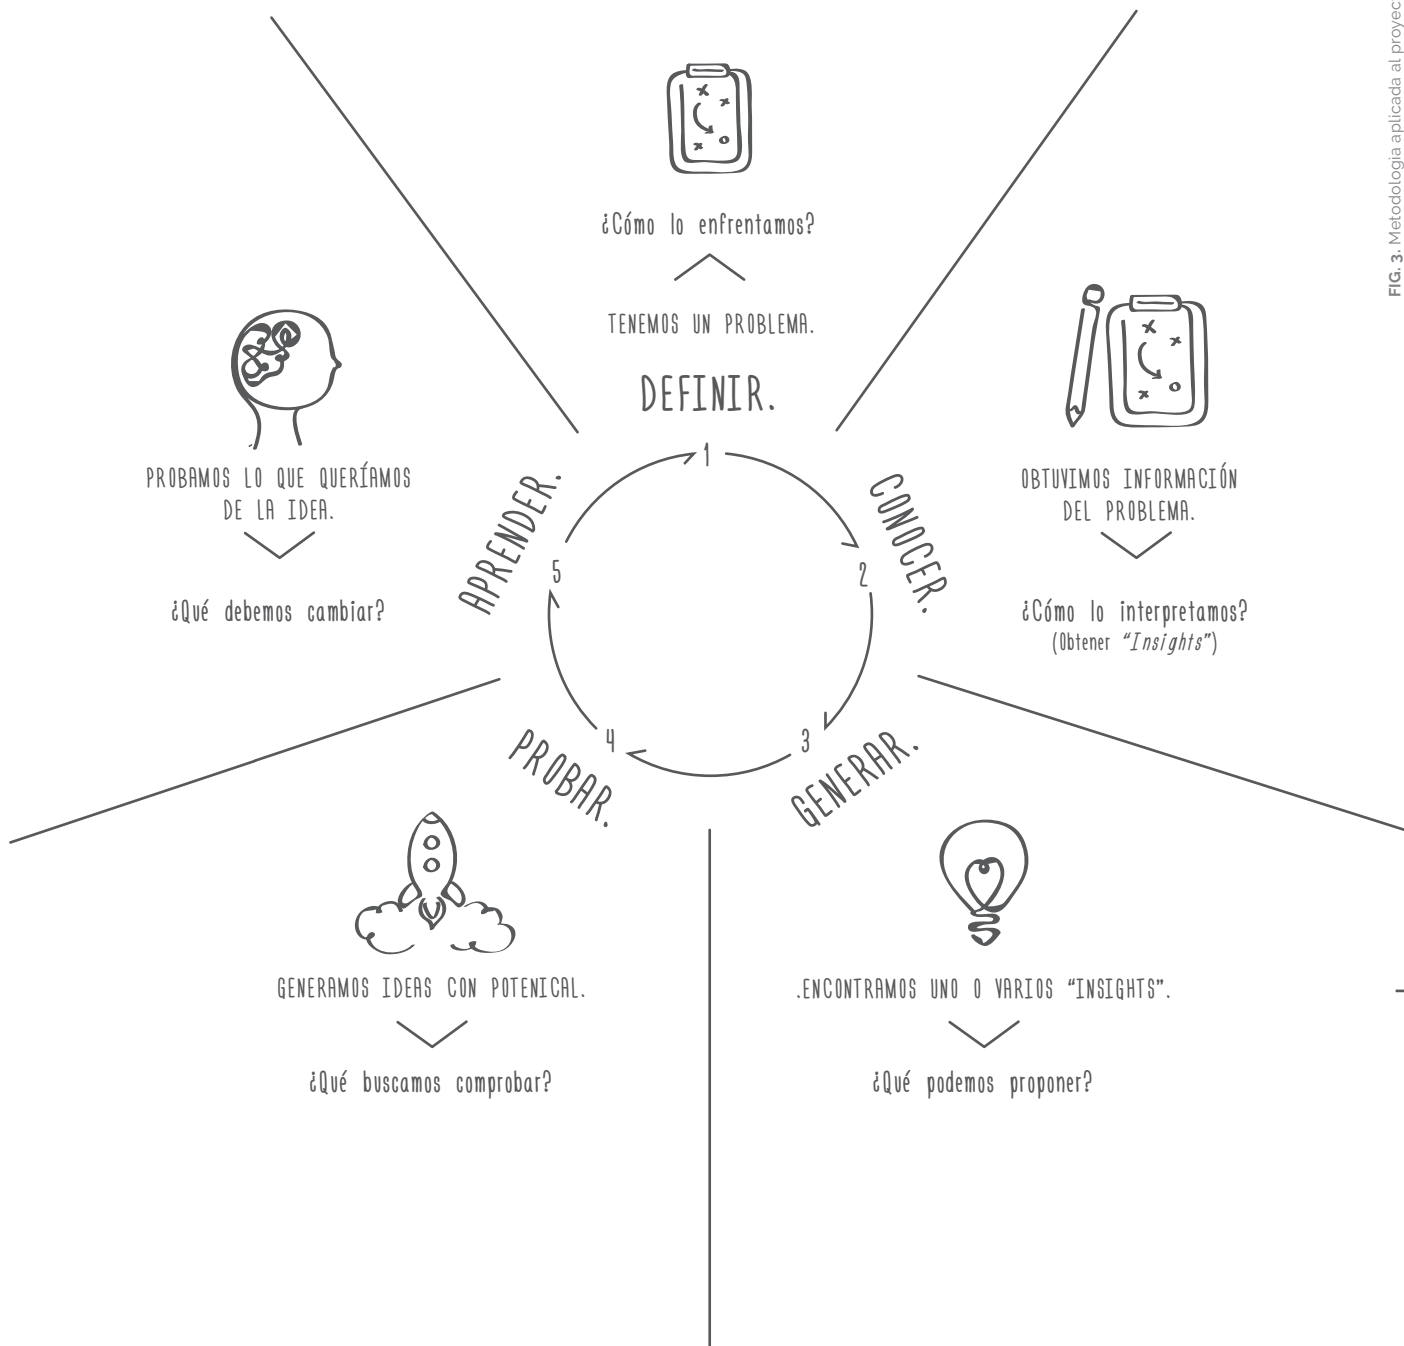 FIG. 3. Metodologia aplicada al
¿Cómo lo enfrentamos?
TENEMOS UN PROBLEMA.
DEFINIR.
1
CONOCER.
2
OBTUVIMOS INFORMACIÓN
DEL PROBLEMA.
¿Cómo lo interpretamos?
(Obtener “Insights”)
3
GENERAR.
.ENCONTRAMOS UNO O VARIOS “INSIGHTS”.
¿Qué podemos proponer?
4
PROBAR.
GENERAMOS IDEAS CON POTENICAL.
¿Qué buscamos comprobar?
5
APRENDER.
PROBAMOS LO QUE QUERÍAMOS
DE LA IDEA.
¿Qué debemos cambiar?